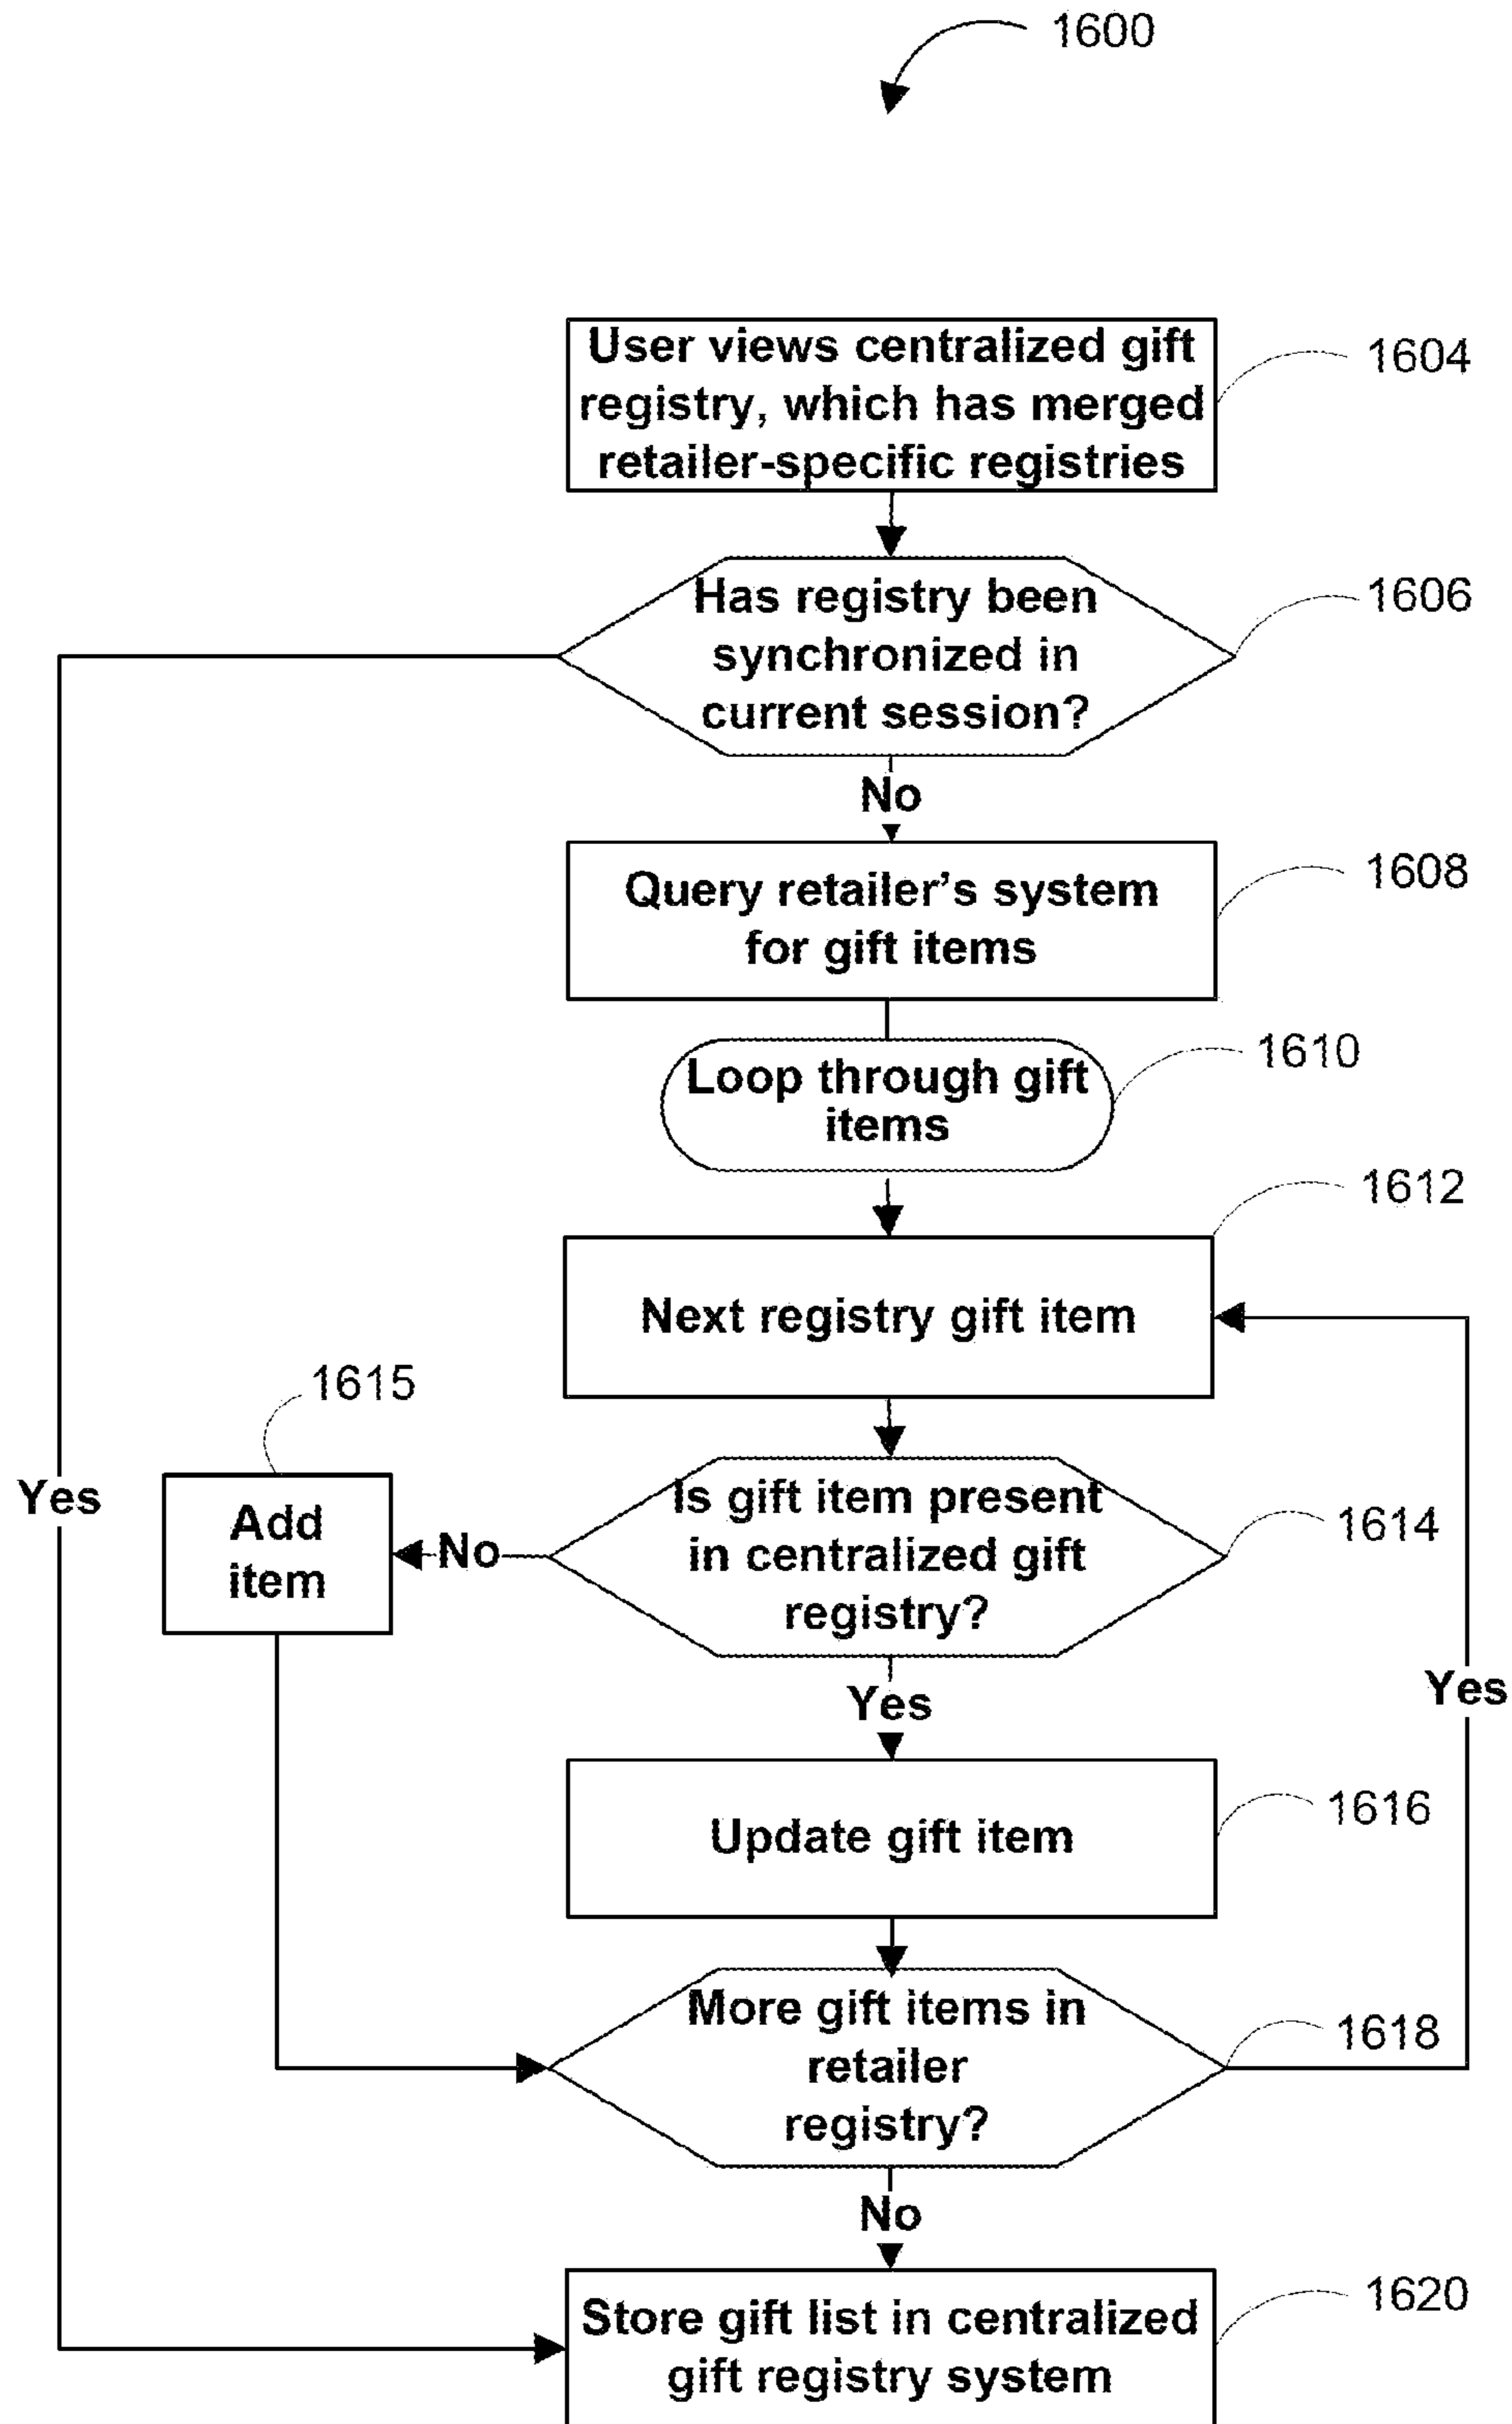 1600
User views centralized gift
registry, which has merged
retailer-specific registries
1604
Has registry been
synchronized in
current session?
1606
No
Query retailer's system
for gift items
1608
Loop through gift
items
1610
1612
Next registry gift item
1615
Yes
Add
item
No
Is gift item present
in centralized gift
registry?
1614
Yes
Yes
Update gift item
1616
More gift items in
retailer
registry?
1618
No
Store gift list in centralized
gift registry system
1620